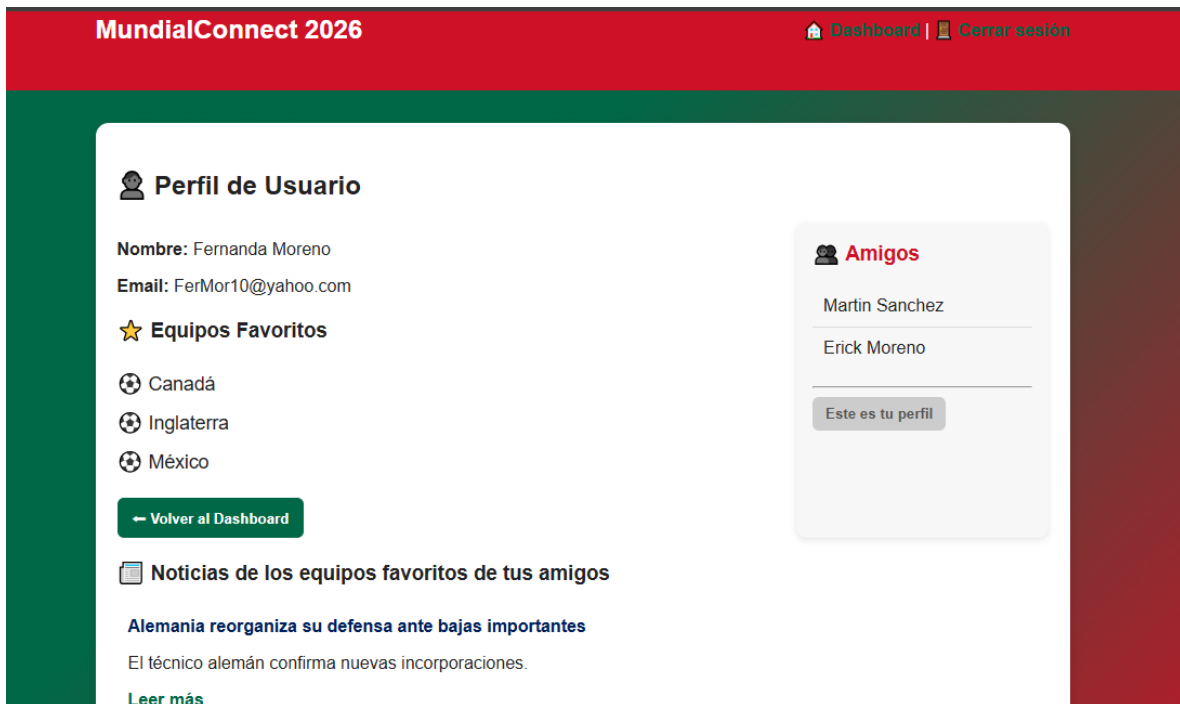 MundialConnect 2026
Dashboard | Cerrar sesión
Perfil de Usuario
Nombre: Fernanda Moreno
Email: FerMor10@yahoo.com
Equipos Favoritos
Canadá
Inglaterra
México
← Volver al Dashboard
Amigos
Martin Sanchez
Erick Moreno
Este es tu perfil
Noticias de los equipos favoritos de tus amigos
Alemania reorganiza su defensa ante bajas importantes
El técnico alemán confirma nuevas incorporaciones.
Leer más